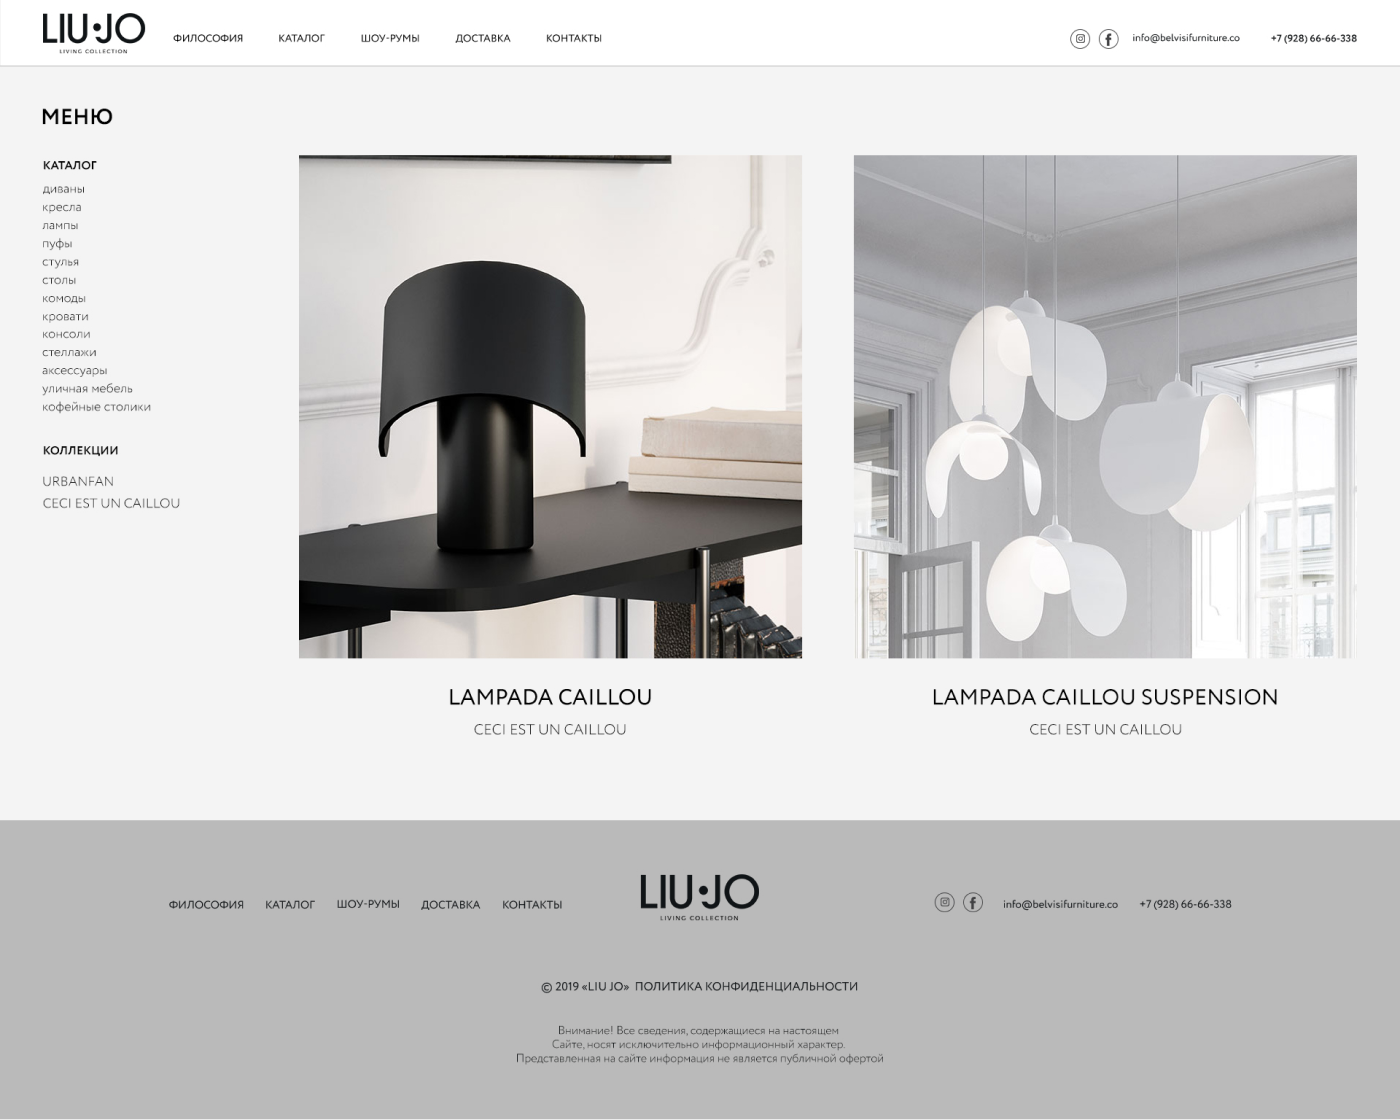 LIU·JO
LIVING COLLECTION
ФИЛОСОФИЯ
КАТАЛОГ
ШОУ-РУМЫ
ДОСТАВКА
КОНТАКТЫ
info@belvisifurniture.co
+7 (928) 66-66-338
МЕНЮ
КАТАЛОГ
диваны
кресла
лампы
пуфы
стулья
столы
комоды
кровати
консоли
стеллажи
аксессуары
уличная мебель
кофейные столики
КОЛЛЕКЦИИ
URBANFAN
CECI EST UN CAILLOU
LAMPADA CAILLOU
CECI EST UN CAILLOU
LAMPADA CAILLOU SUSPENSION
CECI EST UN CAILLOU
ФИЛОСОФИЯ
КАТАЛОГ
ШОУ-РУМЫ
ДОСТАВКА
КОНТАКТЫ
LIU·JO
LIVING COLLECTION
info@belvisifurniture.co
+7 (928) 66-66-338
© 2019 «LIU JO» ПОЛИТИКА КОНФИДЕНЦИАЛЬНОСТИ
Внимание! Все сведения, содержащиеся на настоящем
Сайте, носят исключительно информационный характер.
Представленная на сайте информация не является публичной офертой